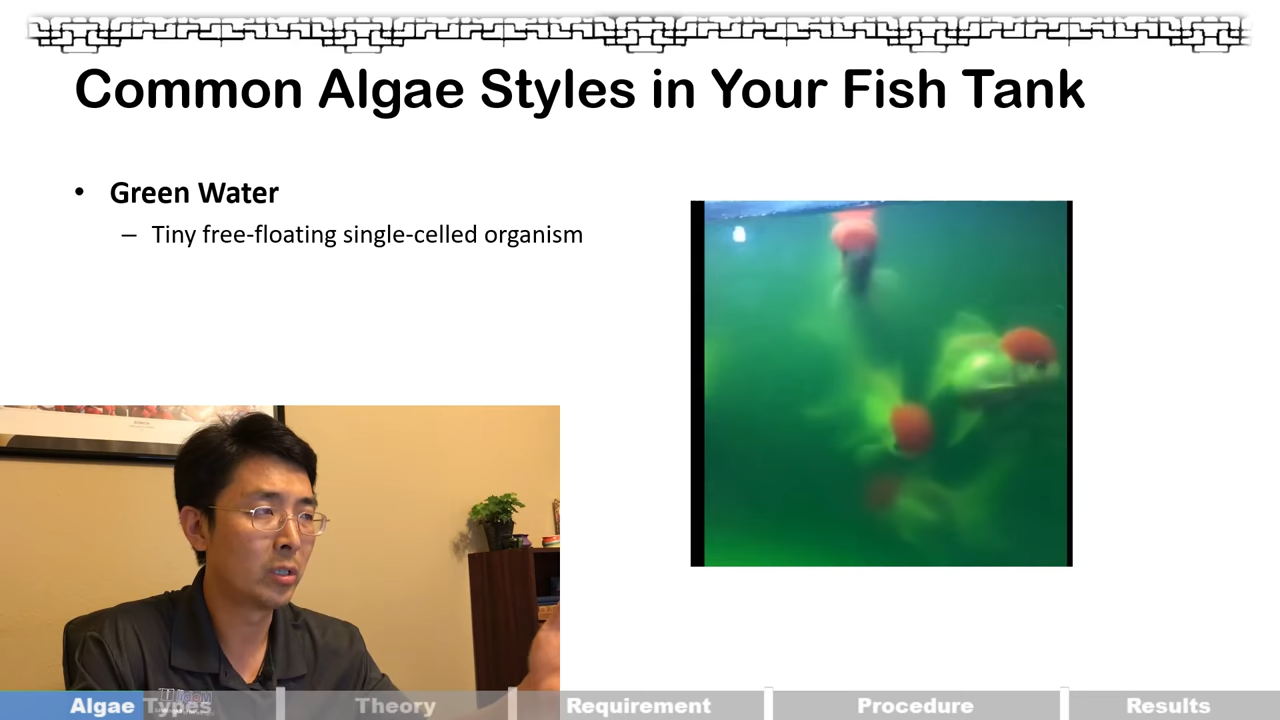 Common Algae Styles in Your Fish Tank
• Green Water
– Tiny free-floating single-celled organism
Algae Types
Theory
Requirement
Procedure
Results